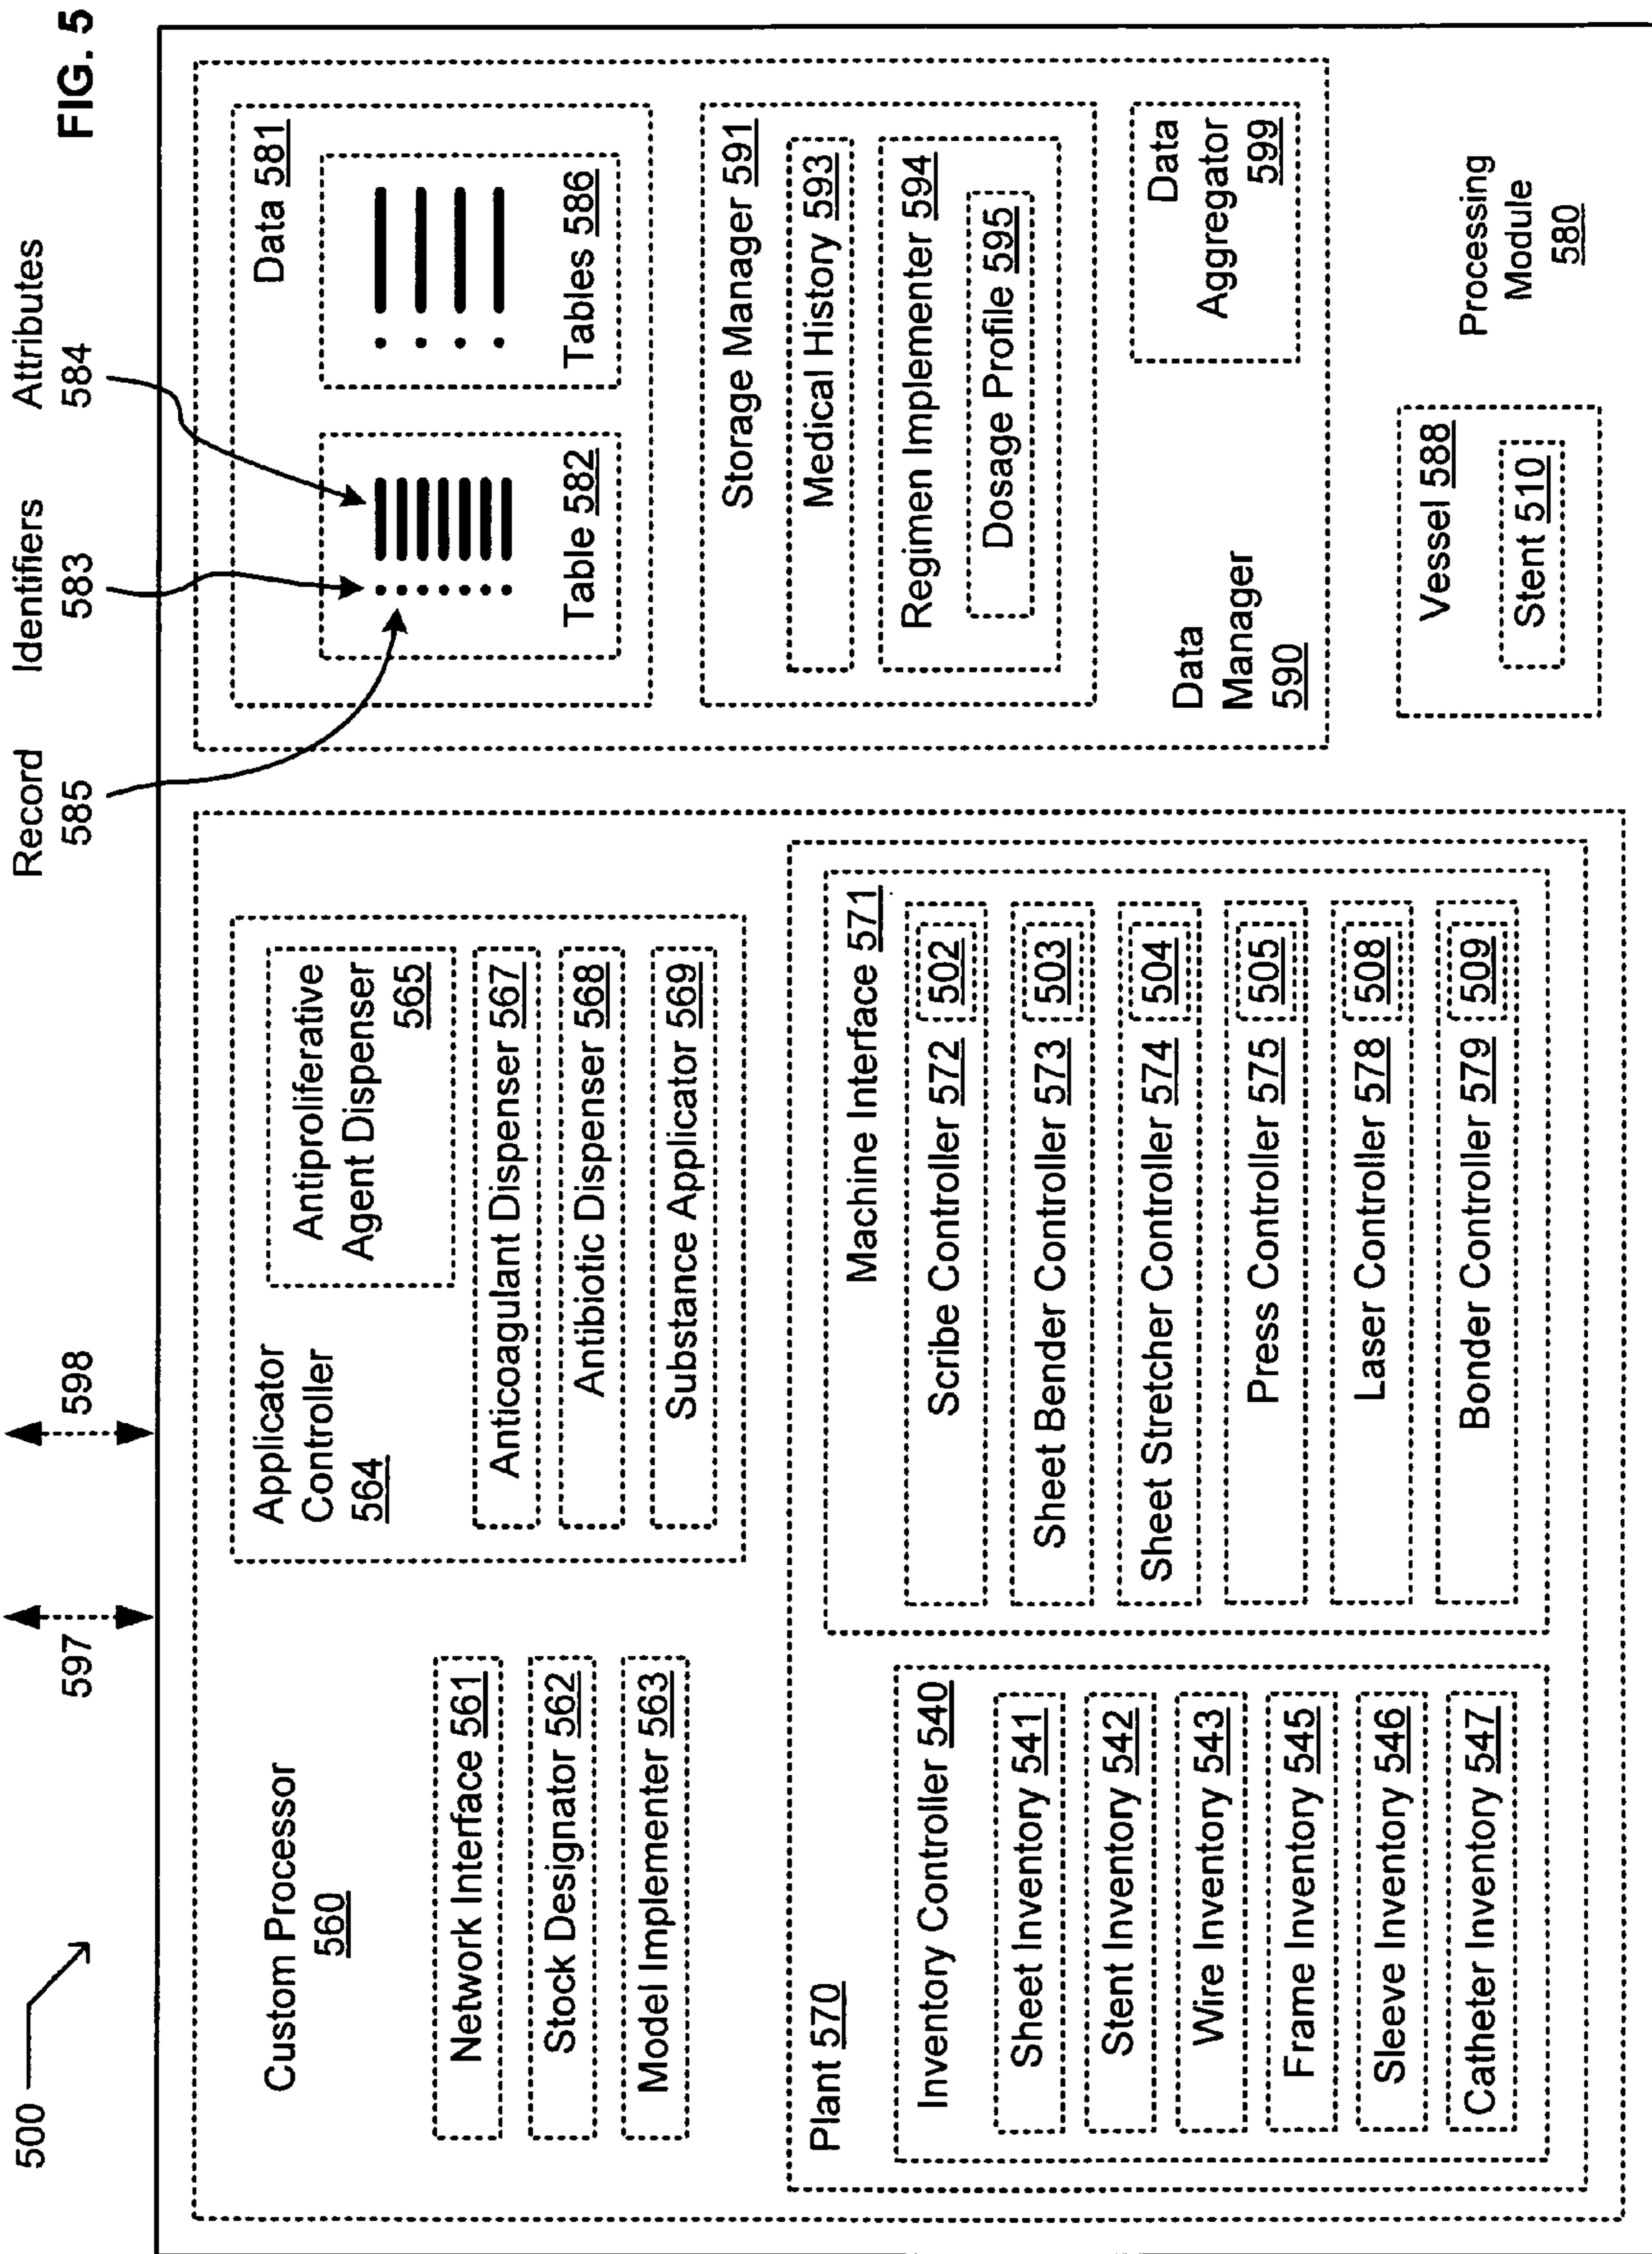 FIG. 5
500
597
598
Record
585
Identifiers
583
Attributes
584
Custom Processor
560
Network Interface 561
Stock Designator 562
Model Implementer 563
Applicator
Controller
564
Antiproliferative
Agent Dispenser
565
Anticoagulant Dispenser 567
Antibiotic Dispenser 568
Substance Applicator 569
Plant 570
Inventory Controller 540
Sheet Inventory 541
Stent Inventory 542
Wire Inventory 543
Frame Inventory 545
Sleeve Inventory 546
Catheter Inventory 547
Machine Interface 571
Scribe Controller 572 502
Sheet Bender Controller 573 503
Sheet Stretcher Controller 574 504
Press Controller 575 505
Laser Controller 578 508
Bonder Controller 579 509
Data 581
Table 582
Tables 586
Storage Manager 591
Medical History 593
Regimen Implementer 594
Dosage Profile 595
Data
Manager
590
Data
Aggregator
599
Vessel 588
Stent 510
Processing
Module
580